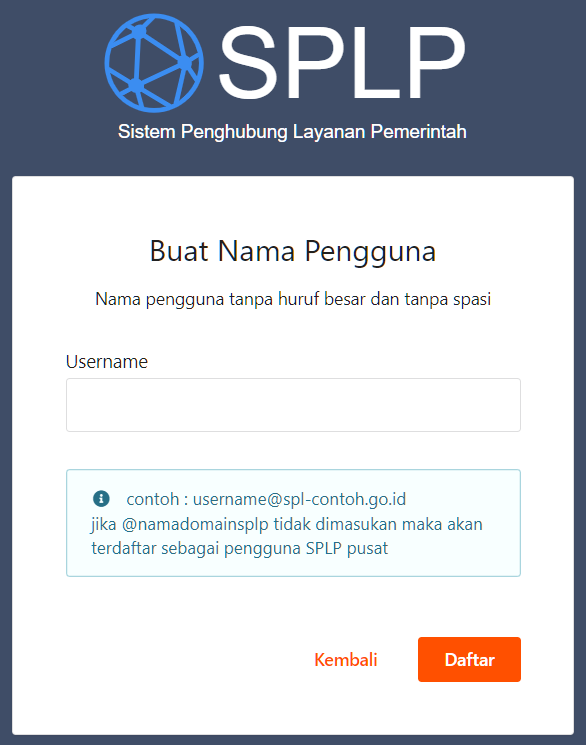 SPLP
Sistem Penghubung Layanan Pemerintah
Buat Nama Pengguna
Nama pengguna tanpa huruf besar dan tanpa spasi
Username
contoh : username@spl-contoh.go.id
jika @namadomainsplp tidak dimasukan maka akan
terdaftar sebagai pengguna SPLP pusat
Kembali
Daftar